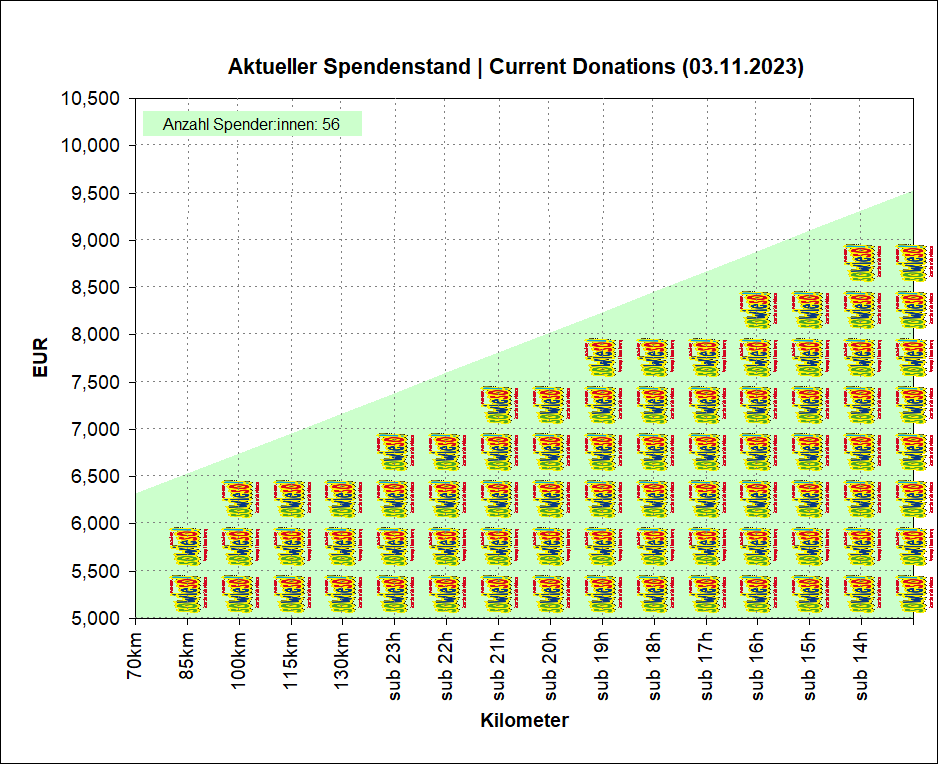 Aktueller Spendenstand | Current Donations (03.11.2023)
Anzahl Spender:innen: 56
EUR
10,500
10,000
9,500
9,000
8,500
8,000
7,500
7,000
6,500
6,000
5,500
5,000
70km
85km
100km
115km
130km
sub 23h
sub 22h
sub 21h
sub 20h
sub 19h
sub 18h
sub 17h
sub 16h
sub 15h
sub 14h
Kilometer